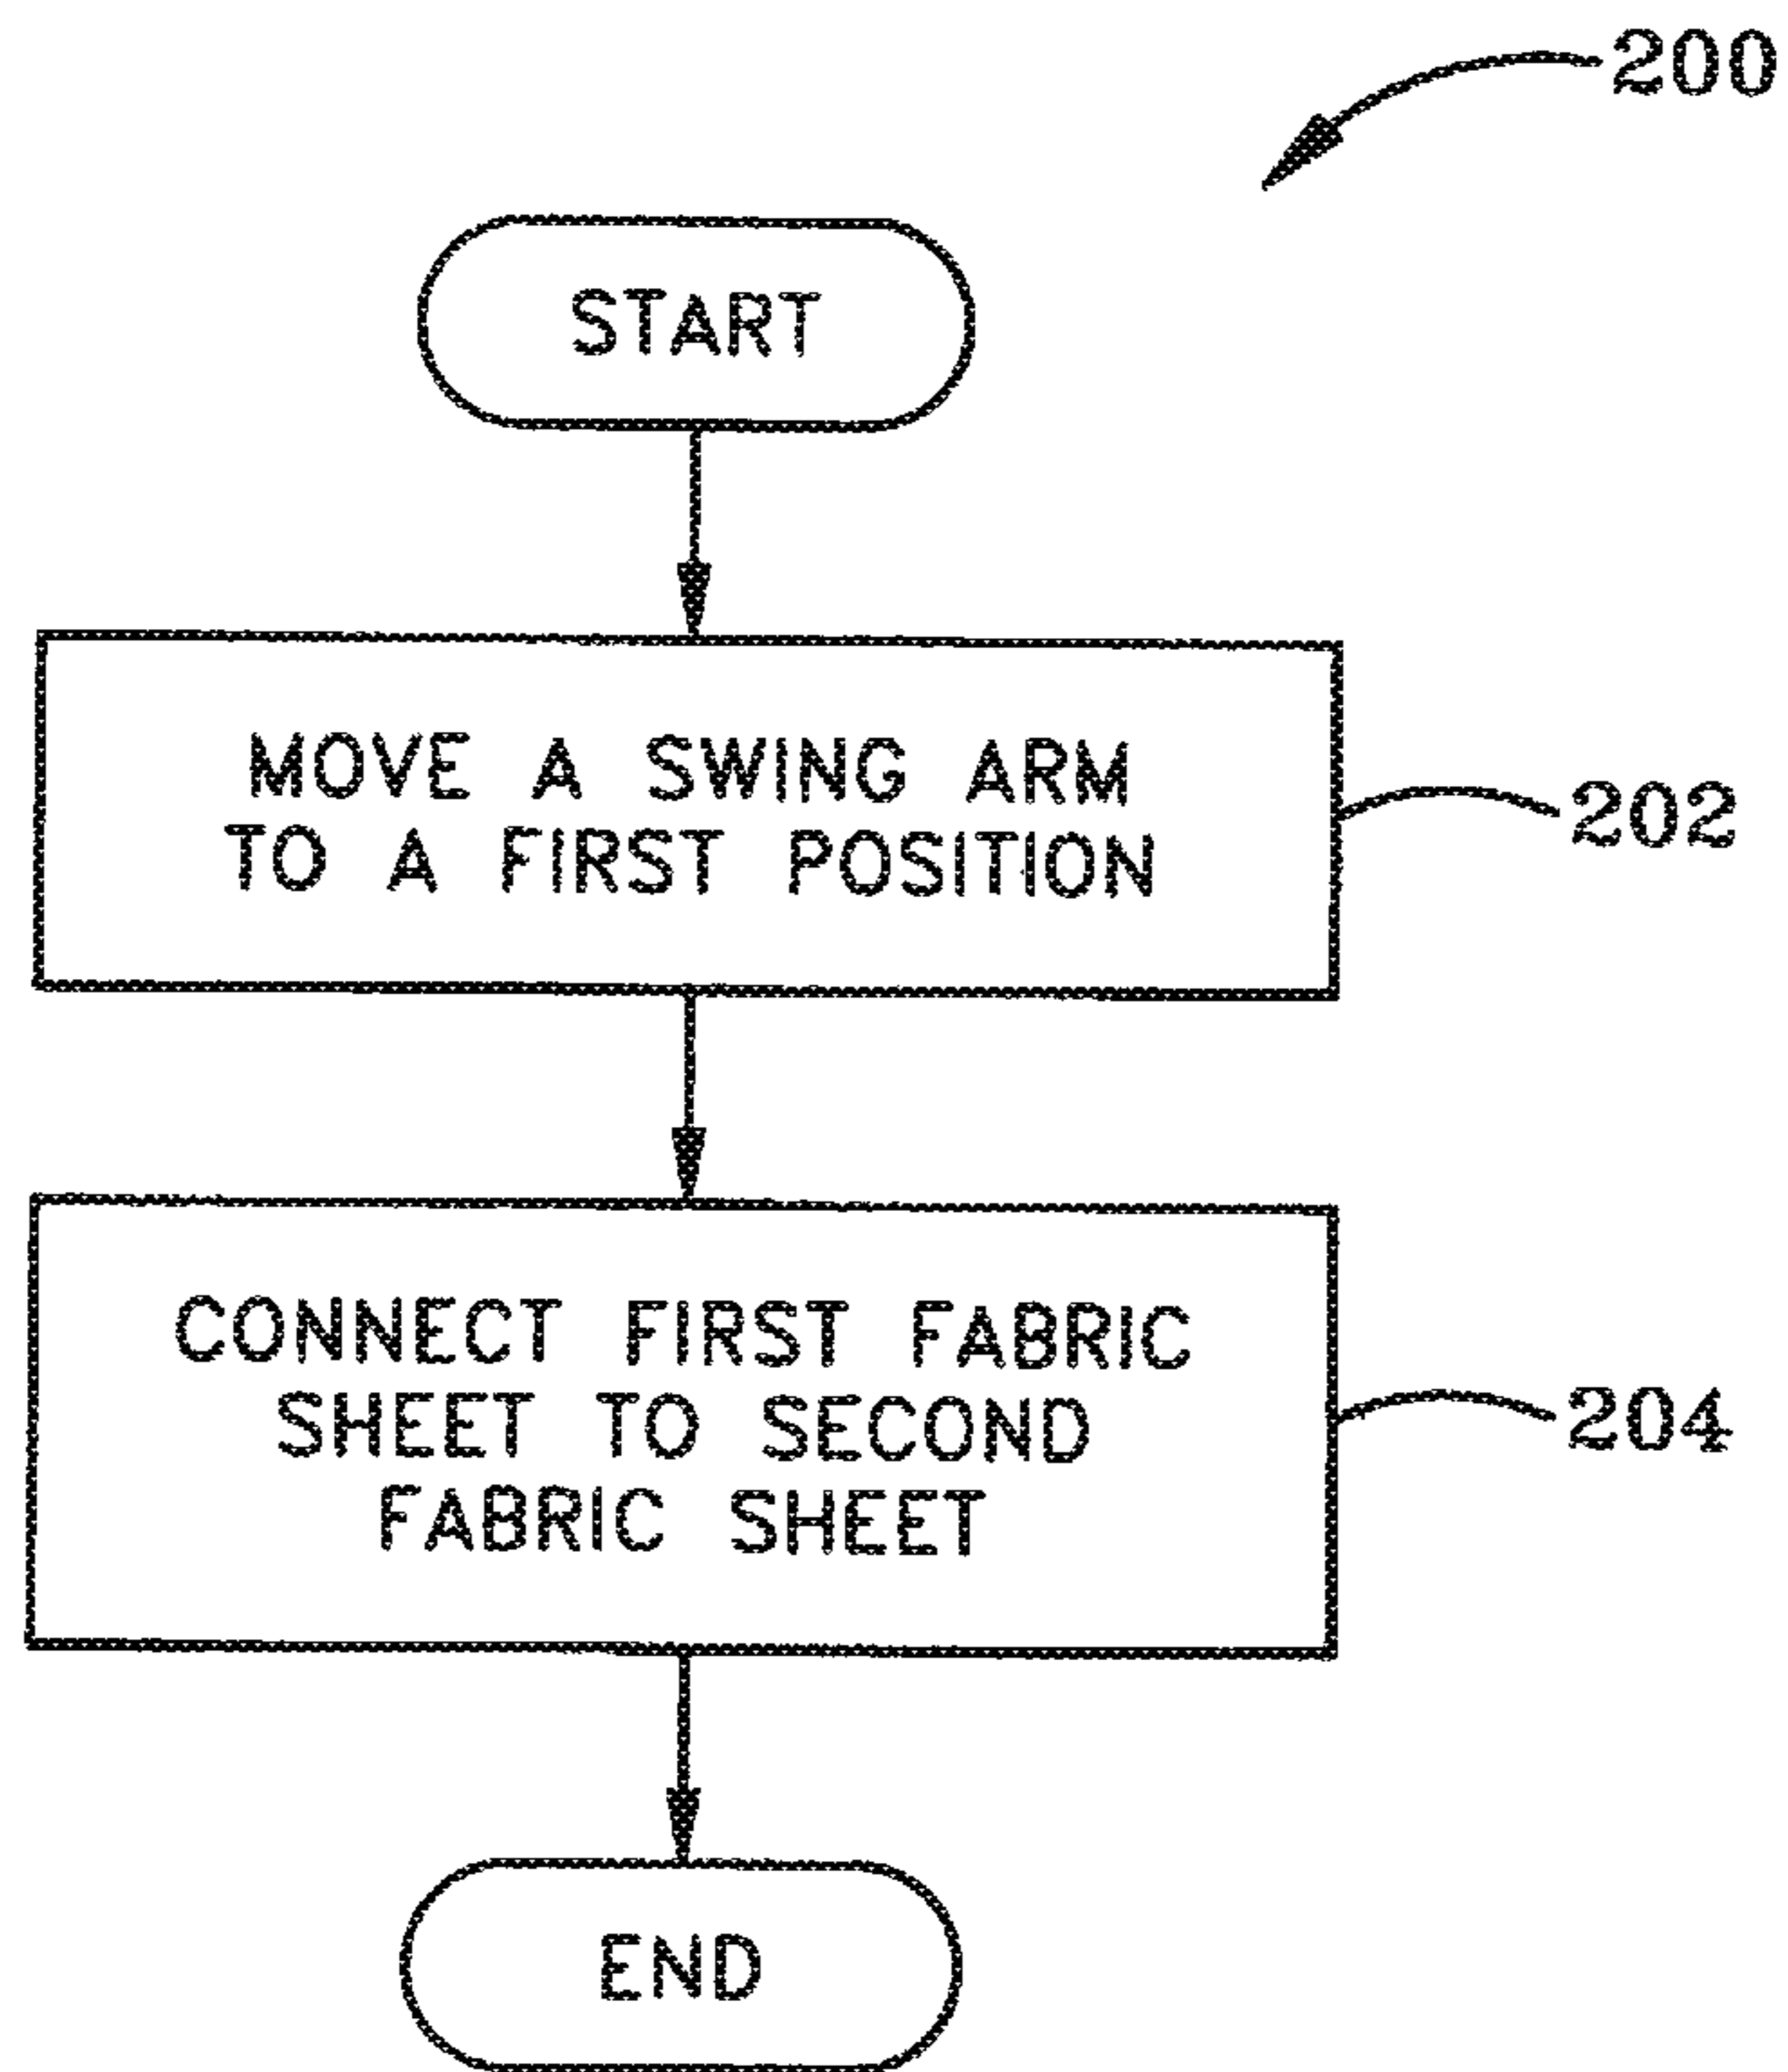 200
START
MOVE A SWING ARM
TO A FIRST POSITION
202
CONNECT FIRST FABRIC
SHEET TO SECOND
FABRIC SHEET
204
END